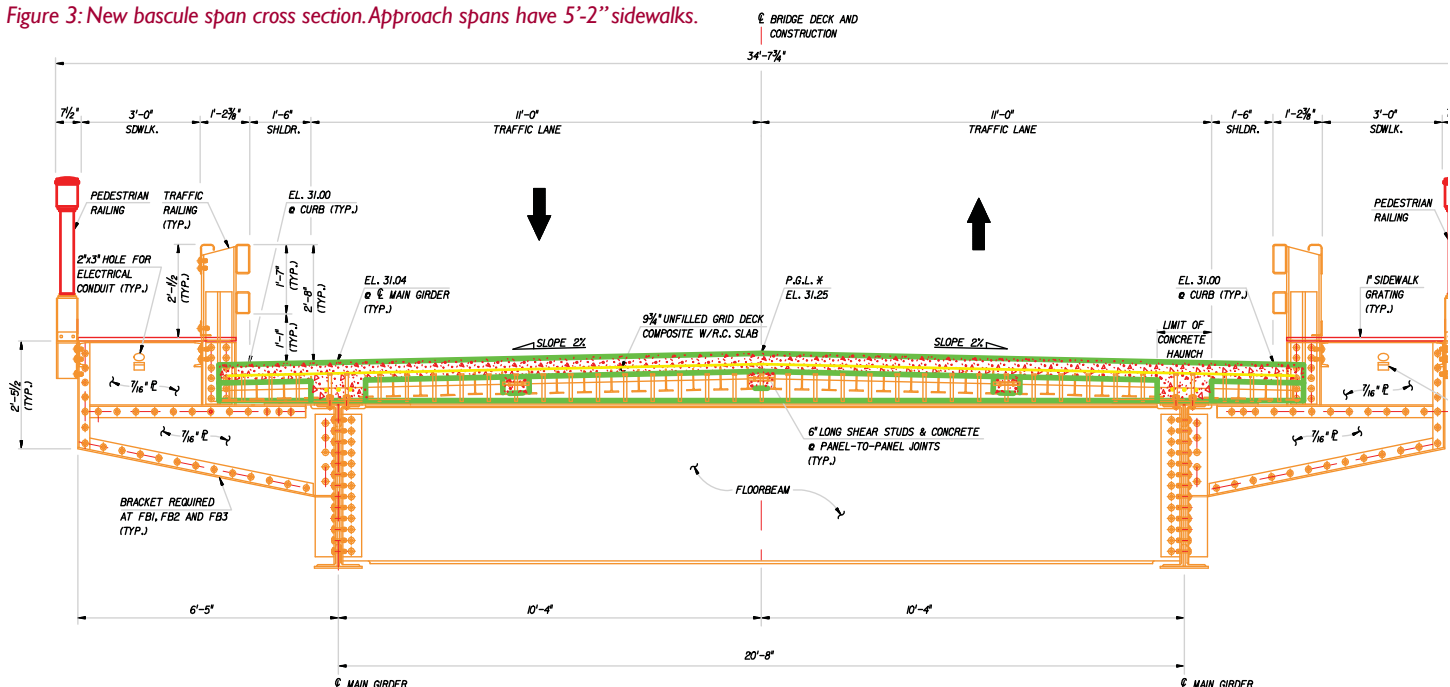 Figure 3: New bascule span cross section. Approach spans have 5'-2" sidewalks.
℄ BRIDGE DECK AND
CONSTRUCTION
34'-7¾"
7½"
3'-0"
SDWLK.
1'-2⅜"
1'-6"
SHLDR.
11'-0"
TRAFFIC LANE
11'-0"
TRAFFIC LANE
1'-6"
SHLDR.
1'-2⅜"
3'-0"
SDWLK.
PEDESTRIAN
RAILING
TRAFFIC
RAILING
(TYP.)
EL. 31.00
@ CURB (TYP.)
2"x3" HOLE FOR
ELECTRICAL
CONDUIT (TYP.)
2'-1/2
(TYP.)
1'-7"
(TYP.)
1'-1"
(TYP.)
2'-8"
(TYP.)
EL. 31.04
@ ℄ MAIN GIRDER
(TYP.)
9¾" UNFILLED GRID DECK
COMPOSITE W/R.C. SLAB
P.G.L. *
EL. 31.25
EL. 31.00
@ CURB (TYP.)
PEDESTRIAN
RAILING
1" SIDEWALK
GRATING
(TYP.)
LIMIT OF
CONCRETE
HAUNCH
SLOPE 2%
SLOPE 2%
2'-5½"
(TYP.)
7/16" ℄
7/16" ℄
7/16" ℄
7/16" ℄
6" LONG SHEAR STUDS & CONCRETE
@ PANEL-TO-PANEL JOINTS
(TYP.)
FLOORBEAM
BRACKET REQUIRED
AT FB1, FB2 AND FB3
(TYP.)
6'-5"
10'-4"
10'-4"
20'-8"
℄ MAIN GIRDER
℄ MAIN GIRDER